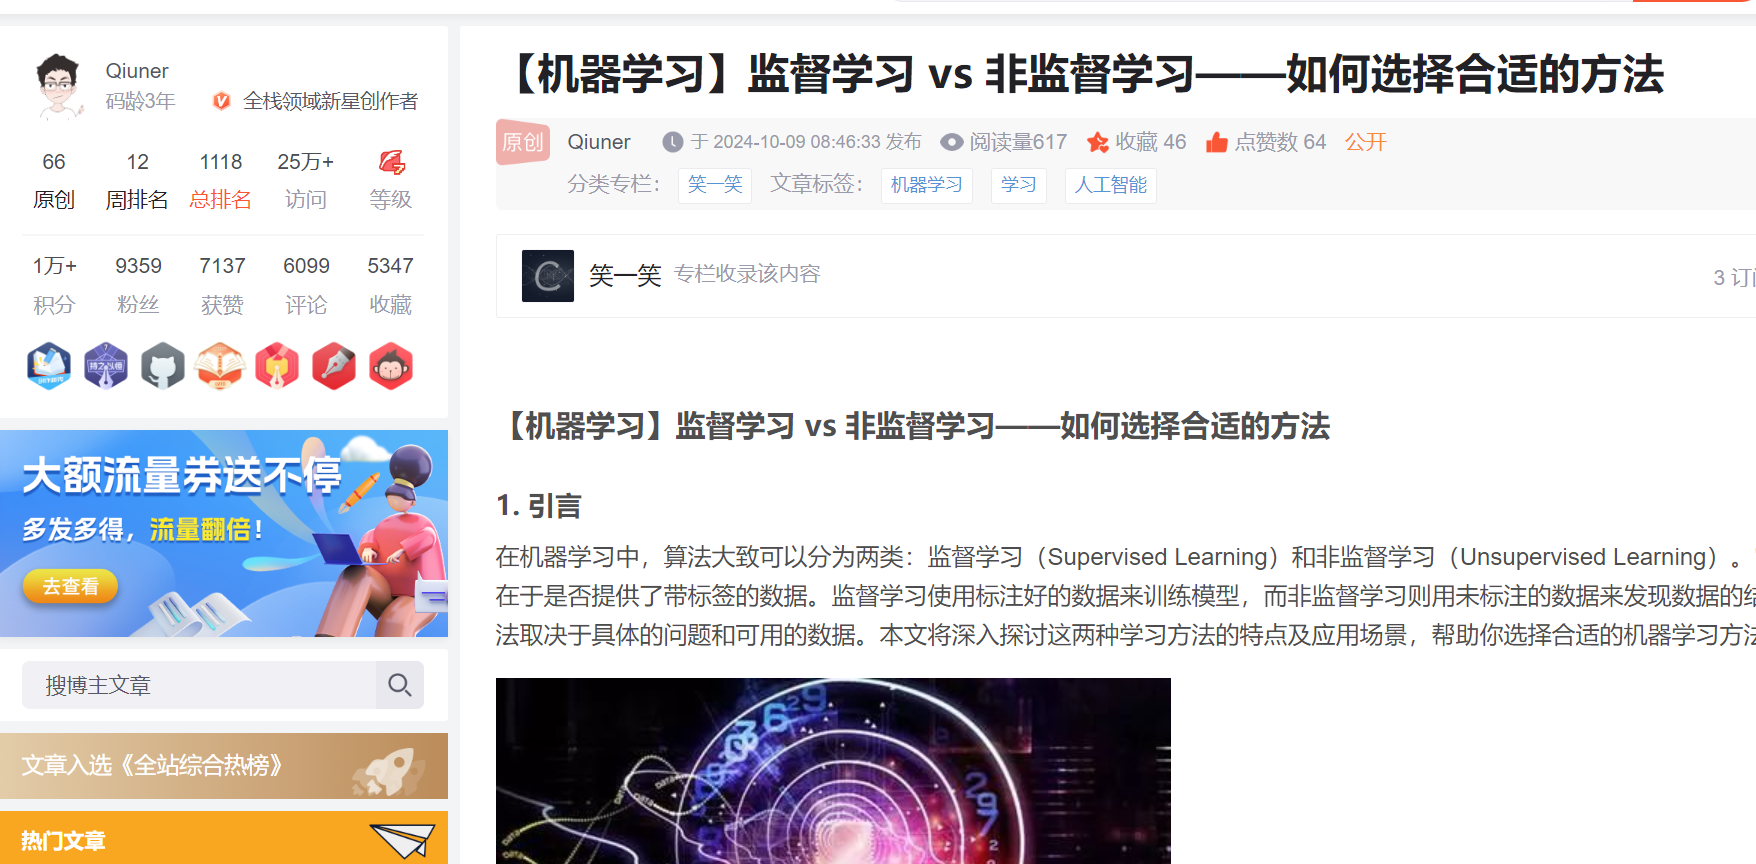 Qiuner
码龄3年
全栈领域新星创作者
66
12
1118
25万+
原创
周排名
总排名
访问
等级
1万+
9359
7137
6099
5347
积分
粉丝
获赞
评论
收藏
持之以恒
大额流量券送不停
多发多得，流量翻倍！
去查看
搜博主文章
文章入选《全站综合热榜》
热门文章
【机器学习】监督学习 vs 非监督学习——如何选择合适的方法
原创
Qiuner 于 2024-10-09 08:46:33 发布 阅读量617 收藏 46 点赞数 64 公开
分类专栏： 笑一笑 文章标签： 机器学习 学习 人工智能
笑一笑 专栏收录该内容
3 订
【机器学习】监督学习 vs 非监督学习——如何选择合适的方法
1. 引言
在机器学习中，算法大致可以分为两类：监督学习（Supervised Learning）和非监督学习（Unsupervised Learning）。
在于是否提供了带标签的数据。监督学习使用标注好的数据来训练模型，而非监督学习则用未标注的数据来发现数据的结
法取决于具体的问题和可用的数据。本文将深入探讨这两种学习方法的特点及应用场景，帮助你选择合适的机器学习方法